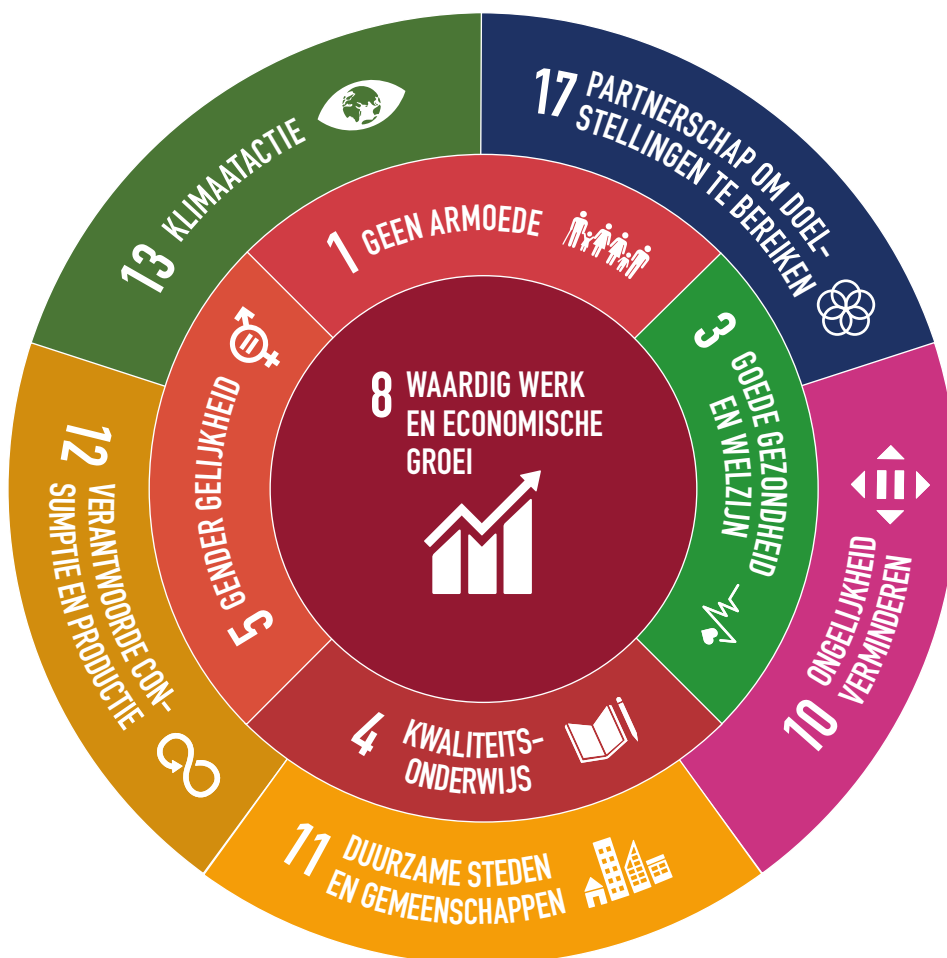 8 WAARDIG WERK
EN ECONOMISCHE
GROEI
1 GEEN ARMOEDE
3 GOEDE GEZONDHEID
EN WELZIJN
4 KWALITEITS-
ONDERWIJS
5 GENDER GELIJKHEID
17 PARTNERSCHAP OM DOEL-
STELLINGEN TE BEREIKEN
10 ONGELIJKHEID
VERMINDEREN
11 DUURZAME STEDEN
EN GEMEENSCHAPPEN
12 VERANTWOORDE CON-
SUMPTIE EN PRODUCTIE
13 KLIMAATACTIE